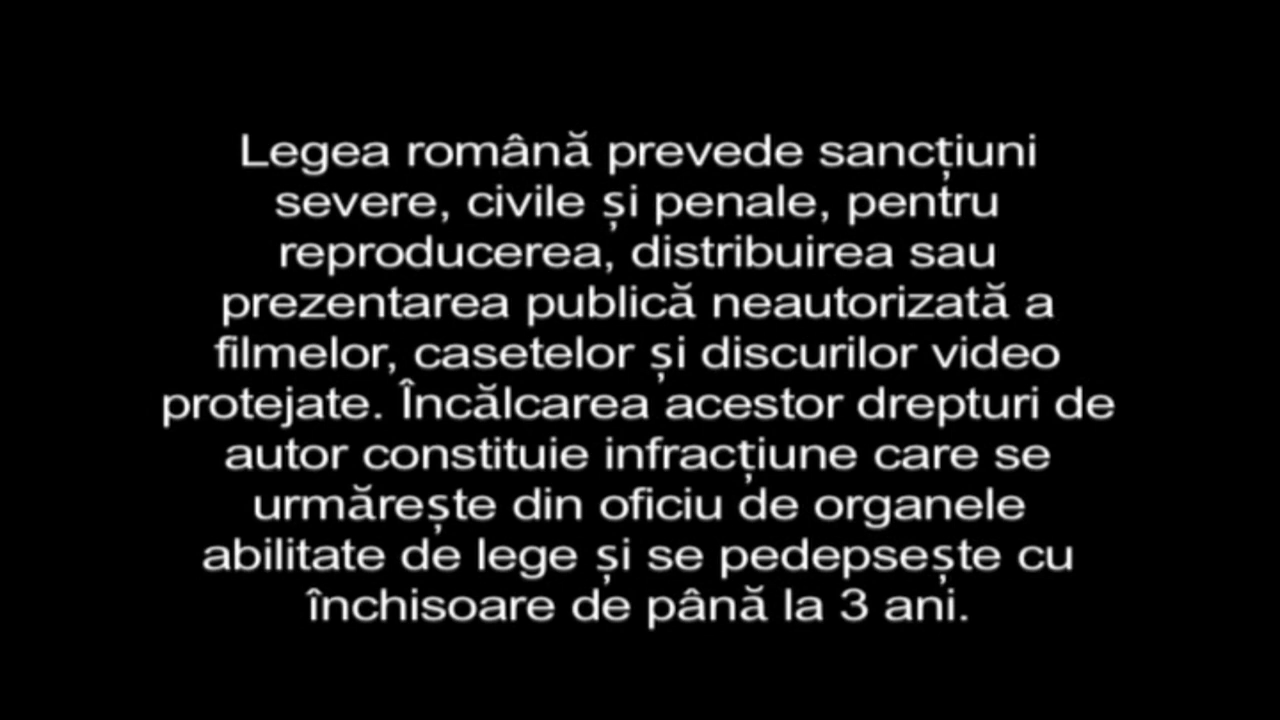 Legea română prevede sancțiuni
severe, civile și penale, pentru
reproducerea, distribuirea sau
prezentarea publică neautorizată a
filmelor, casetelor și discurilor video
protejate. Încălcarea acestor drepturi de
autor constituie infracțiune care se
urmărește din oficiu de organele
abilitate de lege și se pedepsește cu
închisoare de până la 3 ani.